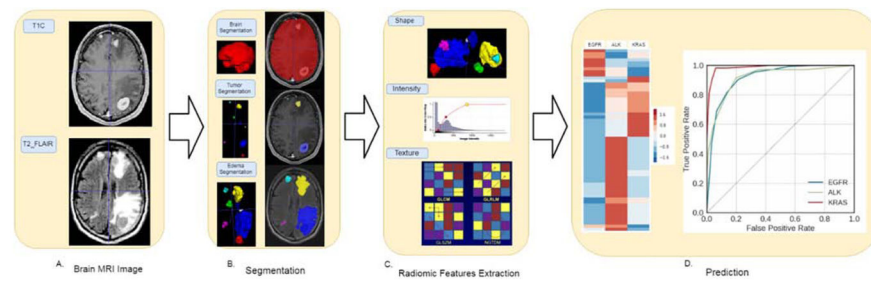 T1C
T2_FLAIR
A.
Brain MRI Image
Brain
Segmentation
Tumor
Segmentation
Edema
Segmentation
B.
Segmentation
Shape
Intensity
Texture
GLCM
GLRLM
GLSZM
NGTDM
C.
Radiomic Features Extraction
EGFR ALK KRAS
1.5
1.0
0.5
0.0
−0.5
−1.0
−1.5
True Positive Rate
1.0
0.8
0.6
0.4
0.2
0.0
0.0 0.2 0.4 0.6 0.8 1.0
False Positive Rate
EGFR
ALK
KRAS
D.
Prediction